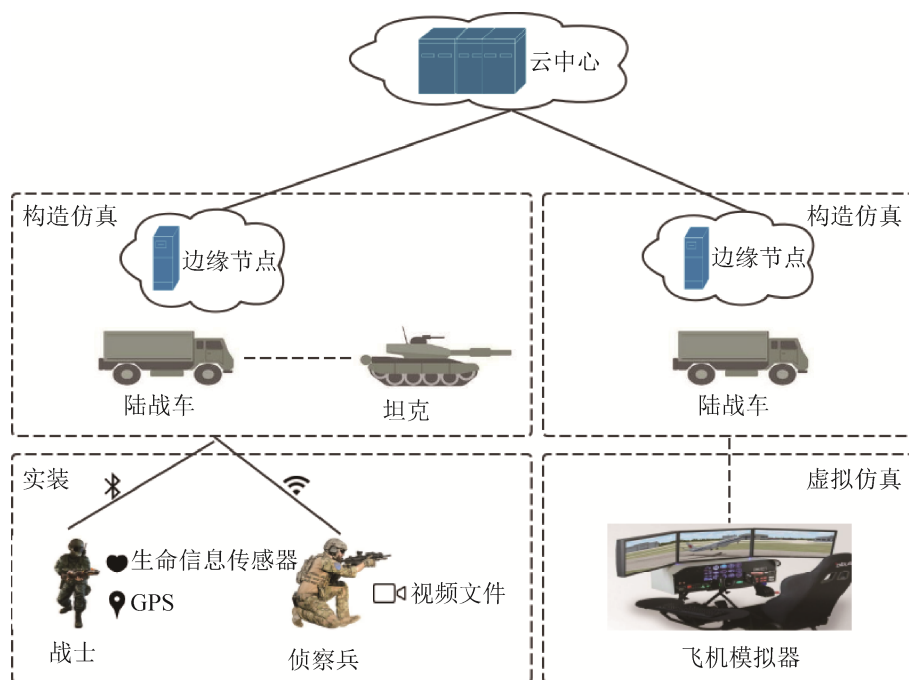 云中心
构造仿真
边缘节点
陆战车
坦克
构造仿真
边缘节点
陆战车
实装
生命信息传感器
GPS
战士
视频文件
侦察兵
虚拟仿真
飞机模拟器